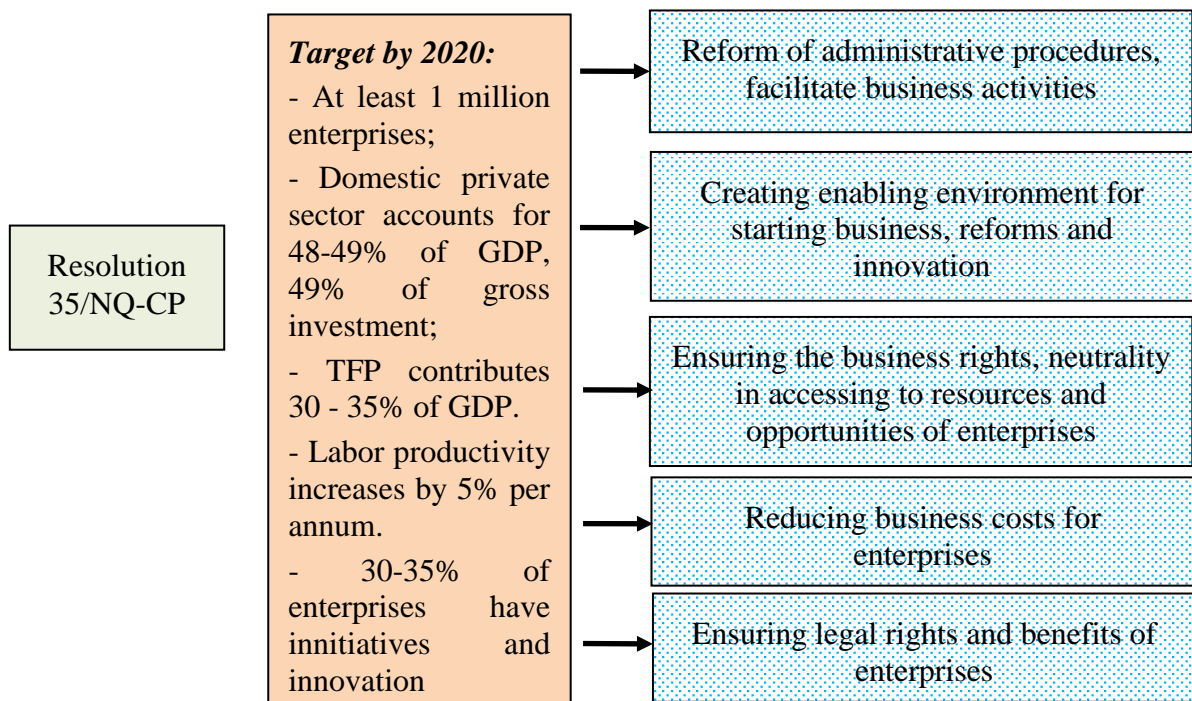 Resolution
35/NQ-CP
Target by 2020:
- At least 1 million
enterprises;
- Domestic private
sector accounts for
48-49% of GDP,
49% of gross
investment;
- TFP contributes
30 - 35% of GDP.
- Labor productivity
increases by 5% per
annum.
- 30-35% of
enterprises have
innitiatives and
innovation
Reform of administrative procedures,
facilitate business activities
Creating enabling environment for
starting business, reforms and
innovation
Ensuring the business rights, neutrality
in accessing to resources and
opportunities of enterprises
Reducing business costs for
enterprises
Ensuring legal rights and benefits of
enterprises